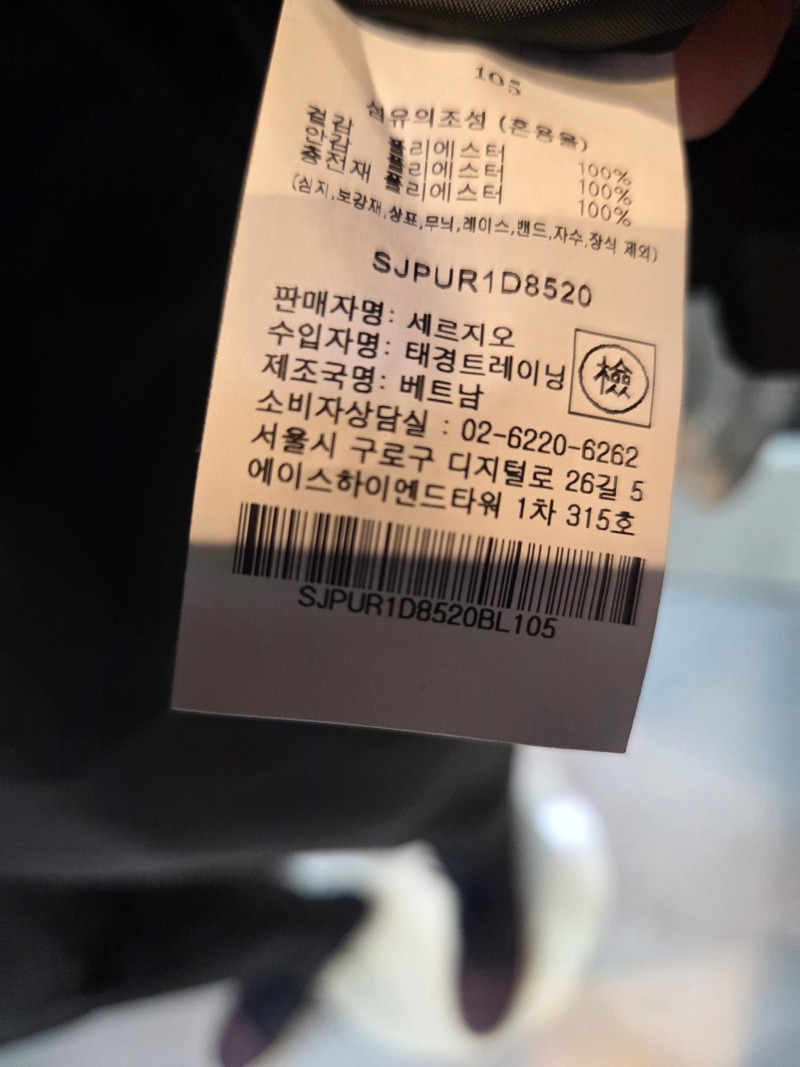 105
섬유의조성 (혼용율)
겉감 폴리에스터 100%
안감 폴리에스터 100%
충전재 폴리에스터 100%
(심지,보강재,상표,무늬,레이스,밴드,자수,장식 제외)
SJPUR1D8520
판매자명: 세르지오
수입자명: 태경트레이닝
제조국명: 베트남
檢
소비자상담실 : 02-6220-6262
서울시 구로구 디지털로 26길 5
에이스하이엔드타워 1차 315호
SJPUR1D8520BL105